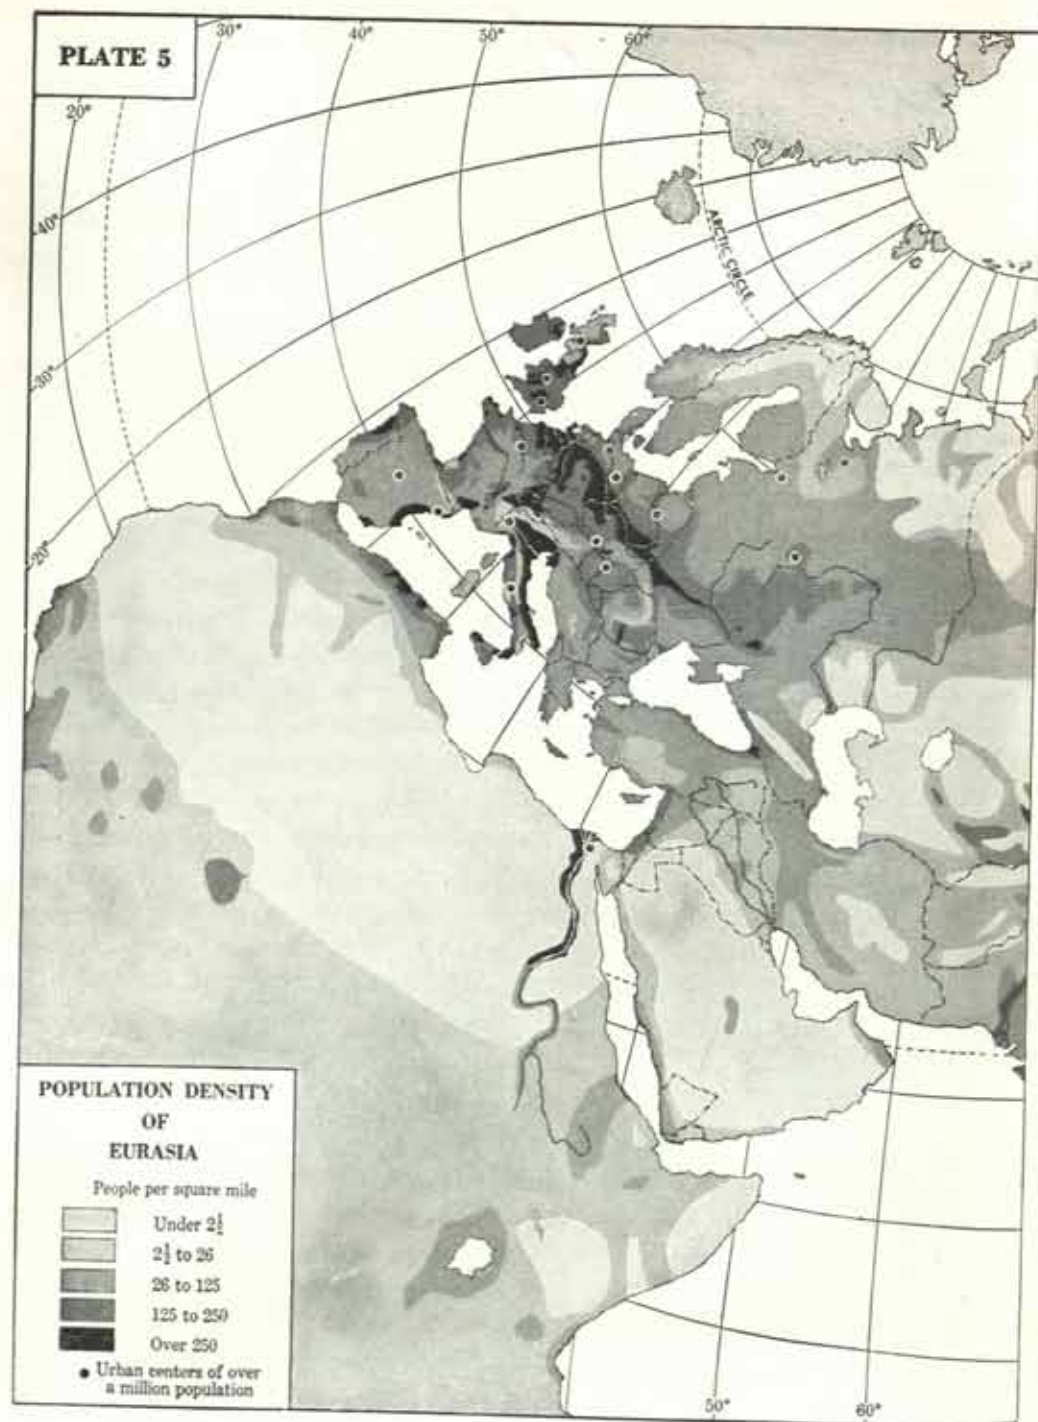 PLATE 5
30°
40°
50°
60°
20°
40°
30°
20°
ARCTIC CIRCLE
POPULATION DENSITY
OF
EURASIA
People per square mile
Under 2½
2½ to 26
26 to 125
125 to 250
Over 250
Urban centers of over
a million population
50°
60°